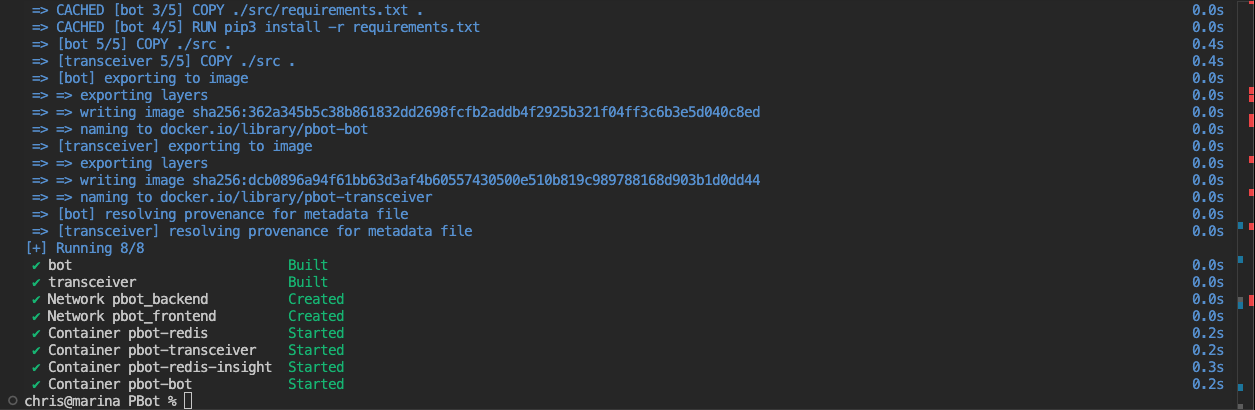 => CACHED [bot 3/5] COPY ./src/requirements.txt . 0.0s
=> CACHED [bot 4/5] RUN pip3 install -r requirements.txt 0.0s
=> [bot 5/5] COPY ./src . 0.4s
=> [transceiver 5/5] COPY ./src . 0.4s
=> [bot] exporting to image 0.0s
=> => exporting layers 0.0s
=> => writing image sha256:362a345b5c38b861832dd2698fcfb2addb4f2925b321f04ff3c6b3e5d040c8ed 0.0s
=> => naming to docker.io/library/pbot-bot 0.0s
=> [transceiver] exporting to image 0.0s
=> => exporting layers 0.0s
=> => writing image sha256:dcb0896a94f61bb63d3af4b60557430500e510b819c989788168d903b1d0dd44 0.0s
=> => naming to docker.io/library/pbot-transceiver 0.0s
=> [bot] resolving provenance for metadata file 0.0s
=> [transceiver] resolving provenance for metadata file 0.0s
[+] Running 8/8
✔ bot Built 0.0s
✔ transceiver Built 0.0s
✔ Network pbot_backend Created 0.0s
✔ Network pbot_frontend Created 0.0s
✔ Container pbot-redis Started 0.2s
✔ Container pbot-transceiver Started 0.2s
✔ Container pbot-redis-insight Started 0.3s
✔ Container pbot-bot Started 0.2s
chris@marina PBot %